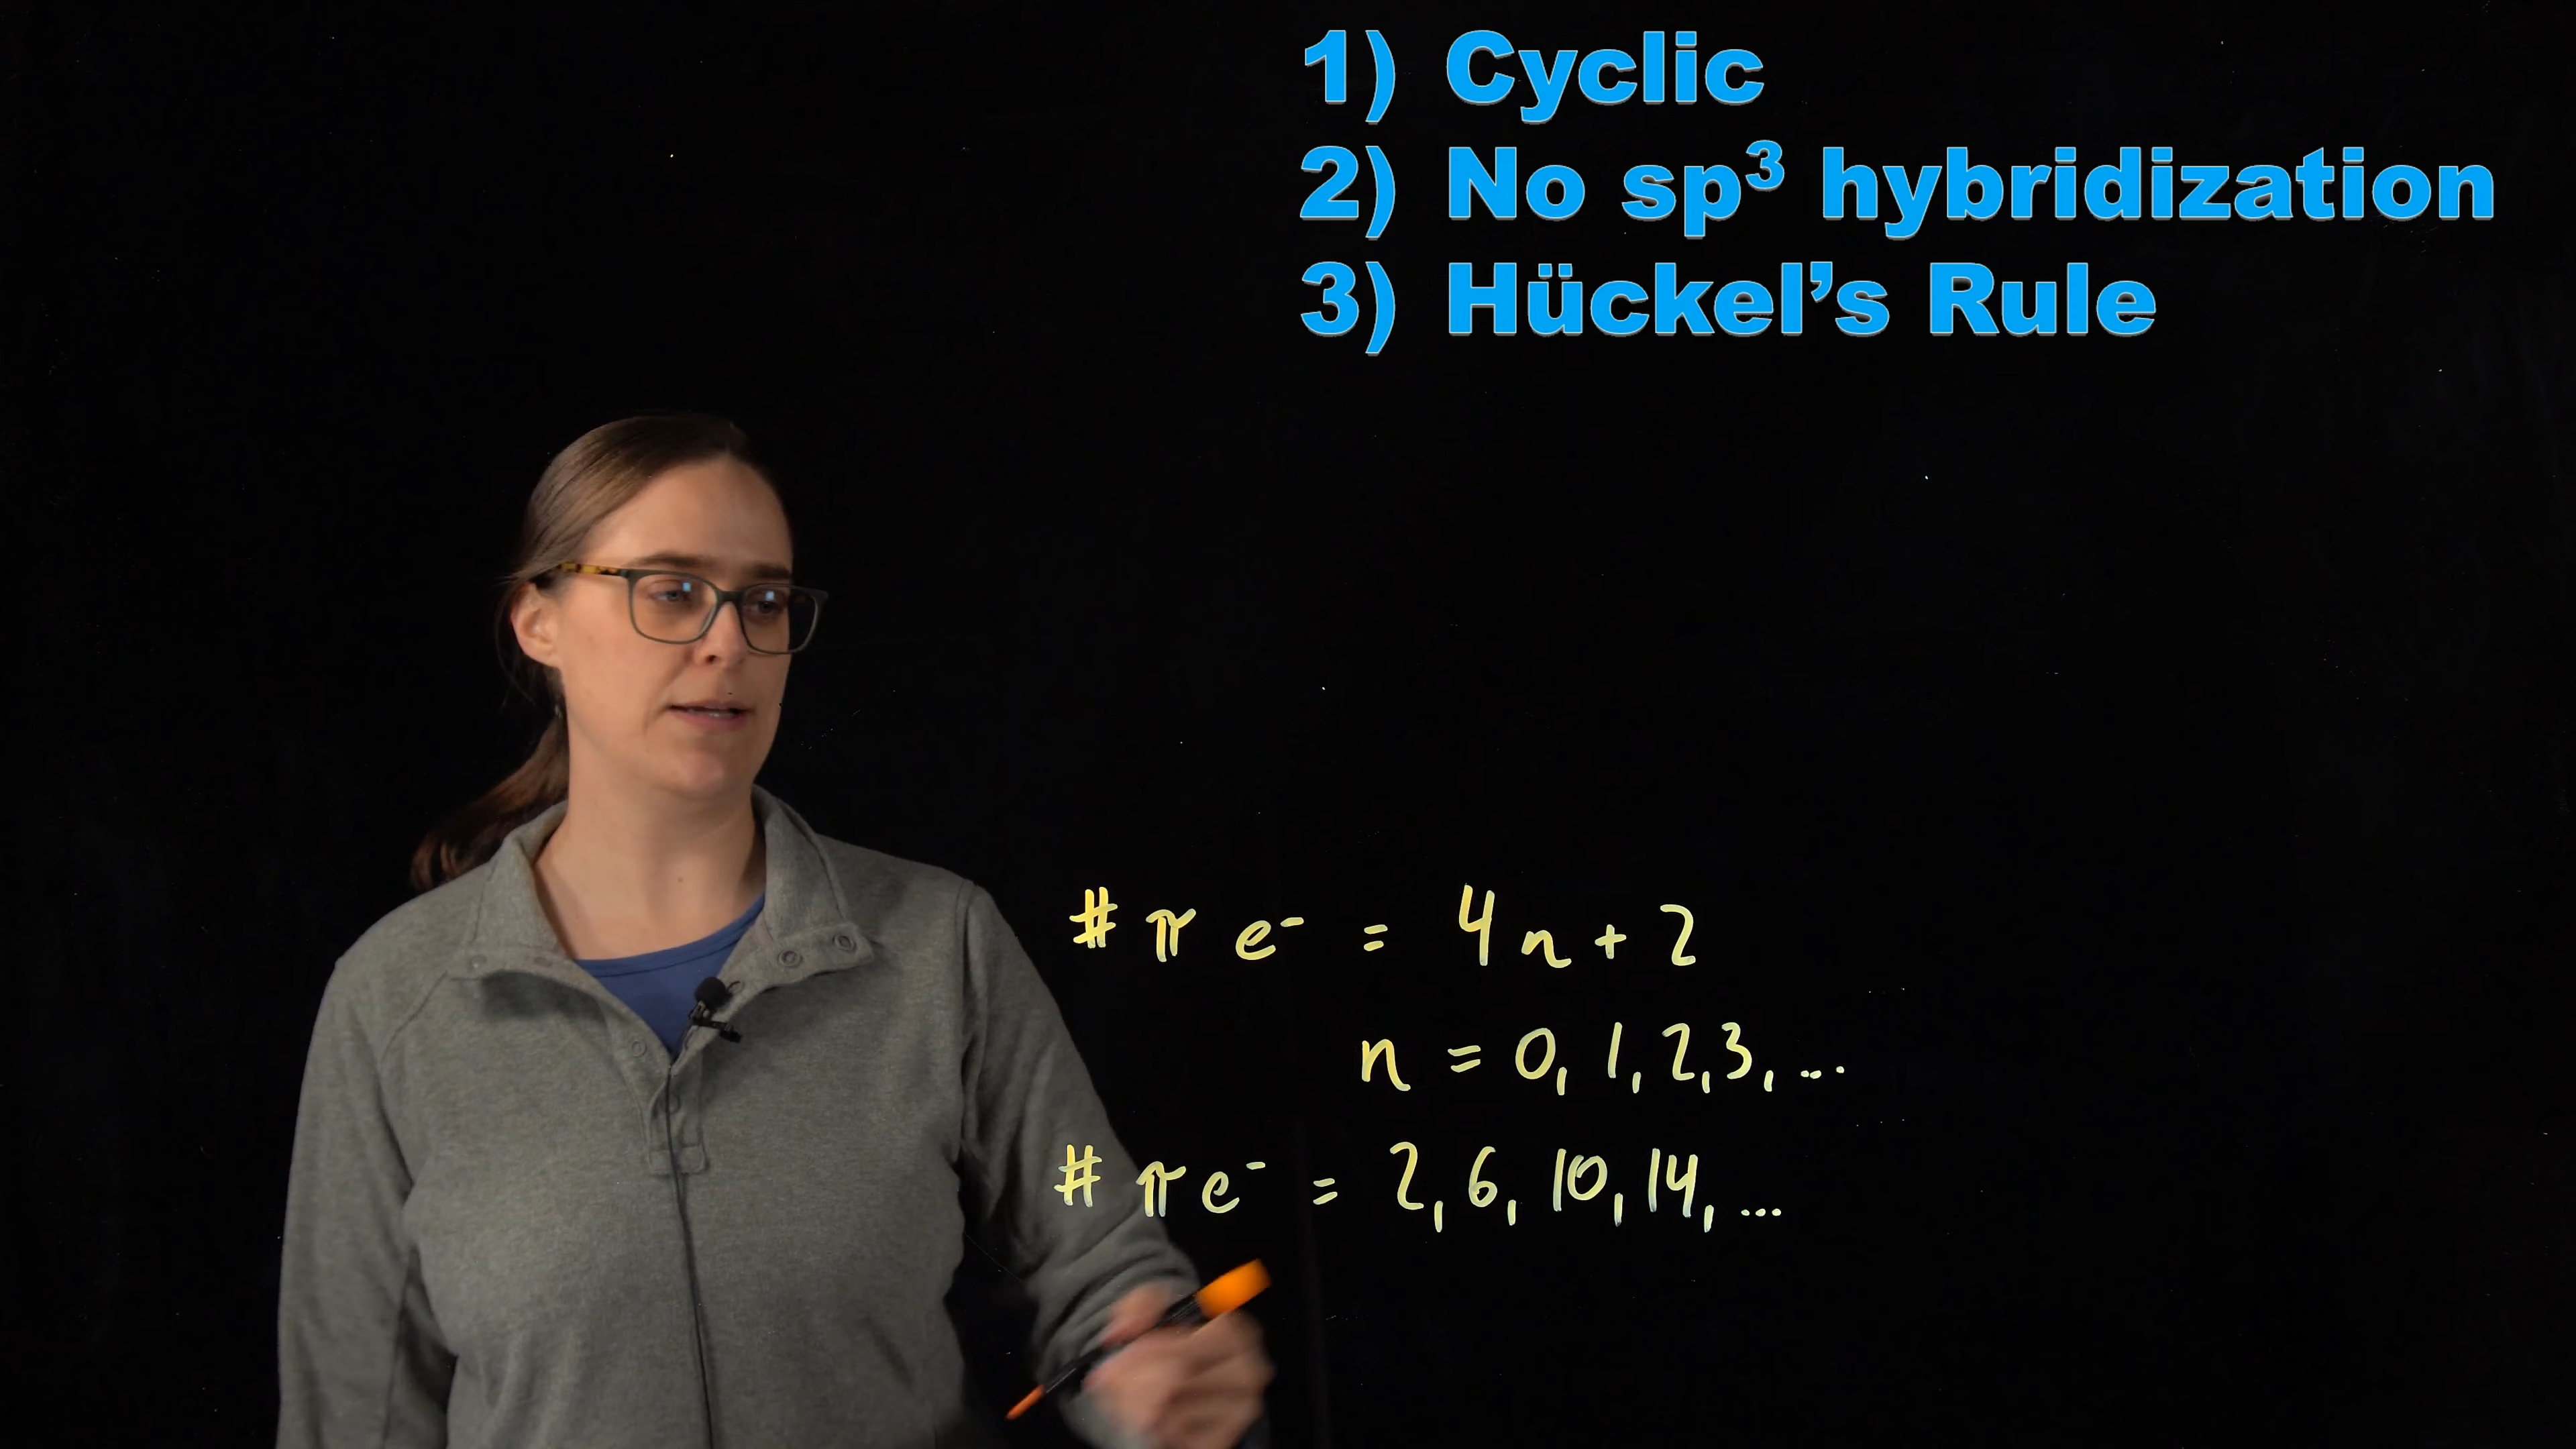 1) Cyclic
2) No sp³ hybridization
3) Hückel’s Rule
# π e⁻ = 4n + 2
n = 0, 1, 2, 3, ...
# π e⁻ = 2, 6, 10, 14, ...